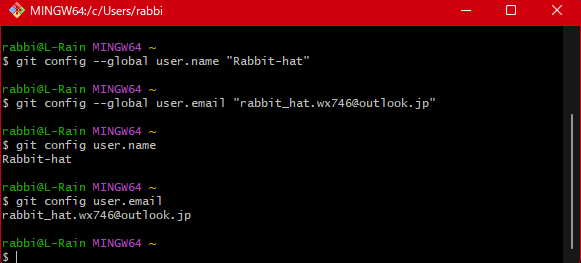 MINGW64:/c/Users/rabbi
rabbi@L-Rain MINGW64 ~
$ git config --global user.name "Rabbit-hat"
rabbi@L-Rain MINGW64 ~
$ git config --global user.email "rabbit_hat.wx746@outlook.jp"
rabbi@L-Rain MINGW64 ~
$ git config user.name
Rabbit-hat
rabbi@L-Rain MINGW64 ~
$ git config user.email
rabbit_hat.wx746@outlook.jp
rabbi@L-Rain MINGW64 ~
$